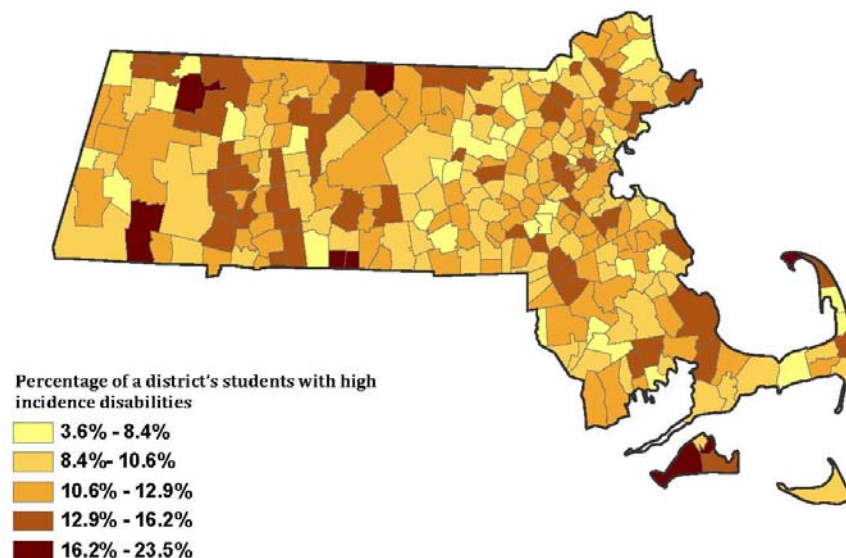 Percentage of a district's students with high
incidence disabilities
3.6% - 8.4%
8.4%- 10.6%
10.6% - 12.9%
12.9% - 16.2%
16.2% - 23.5%